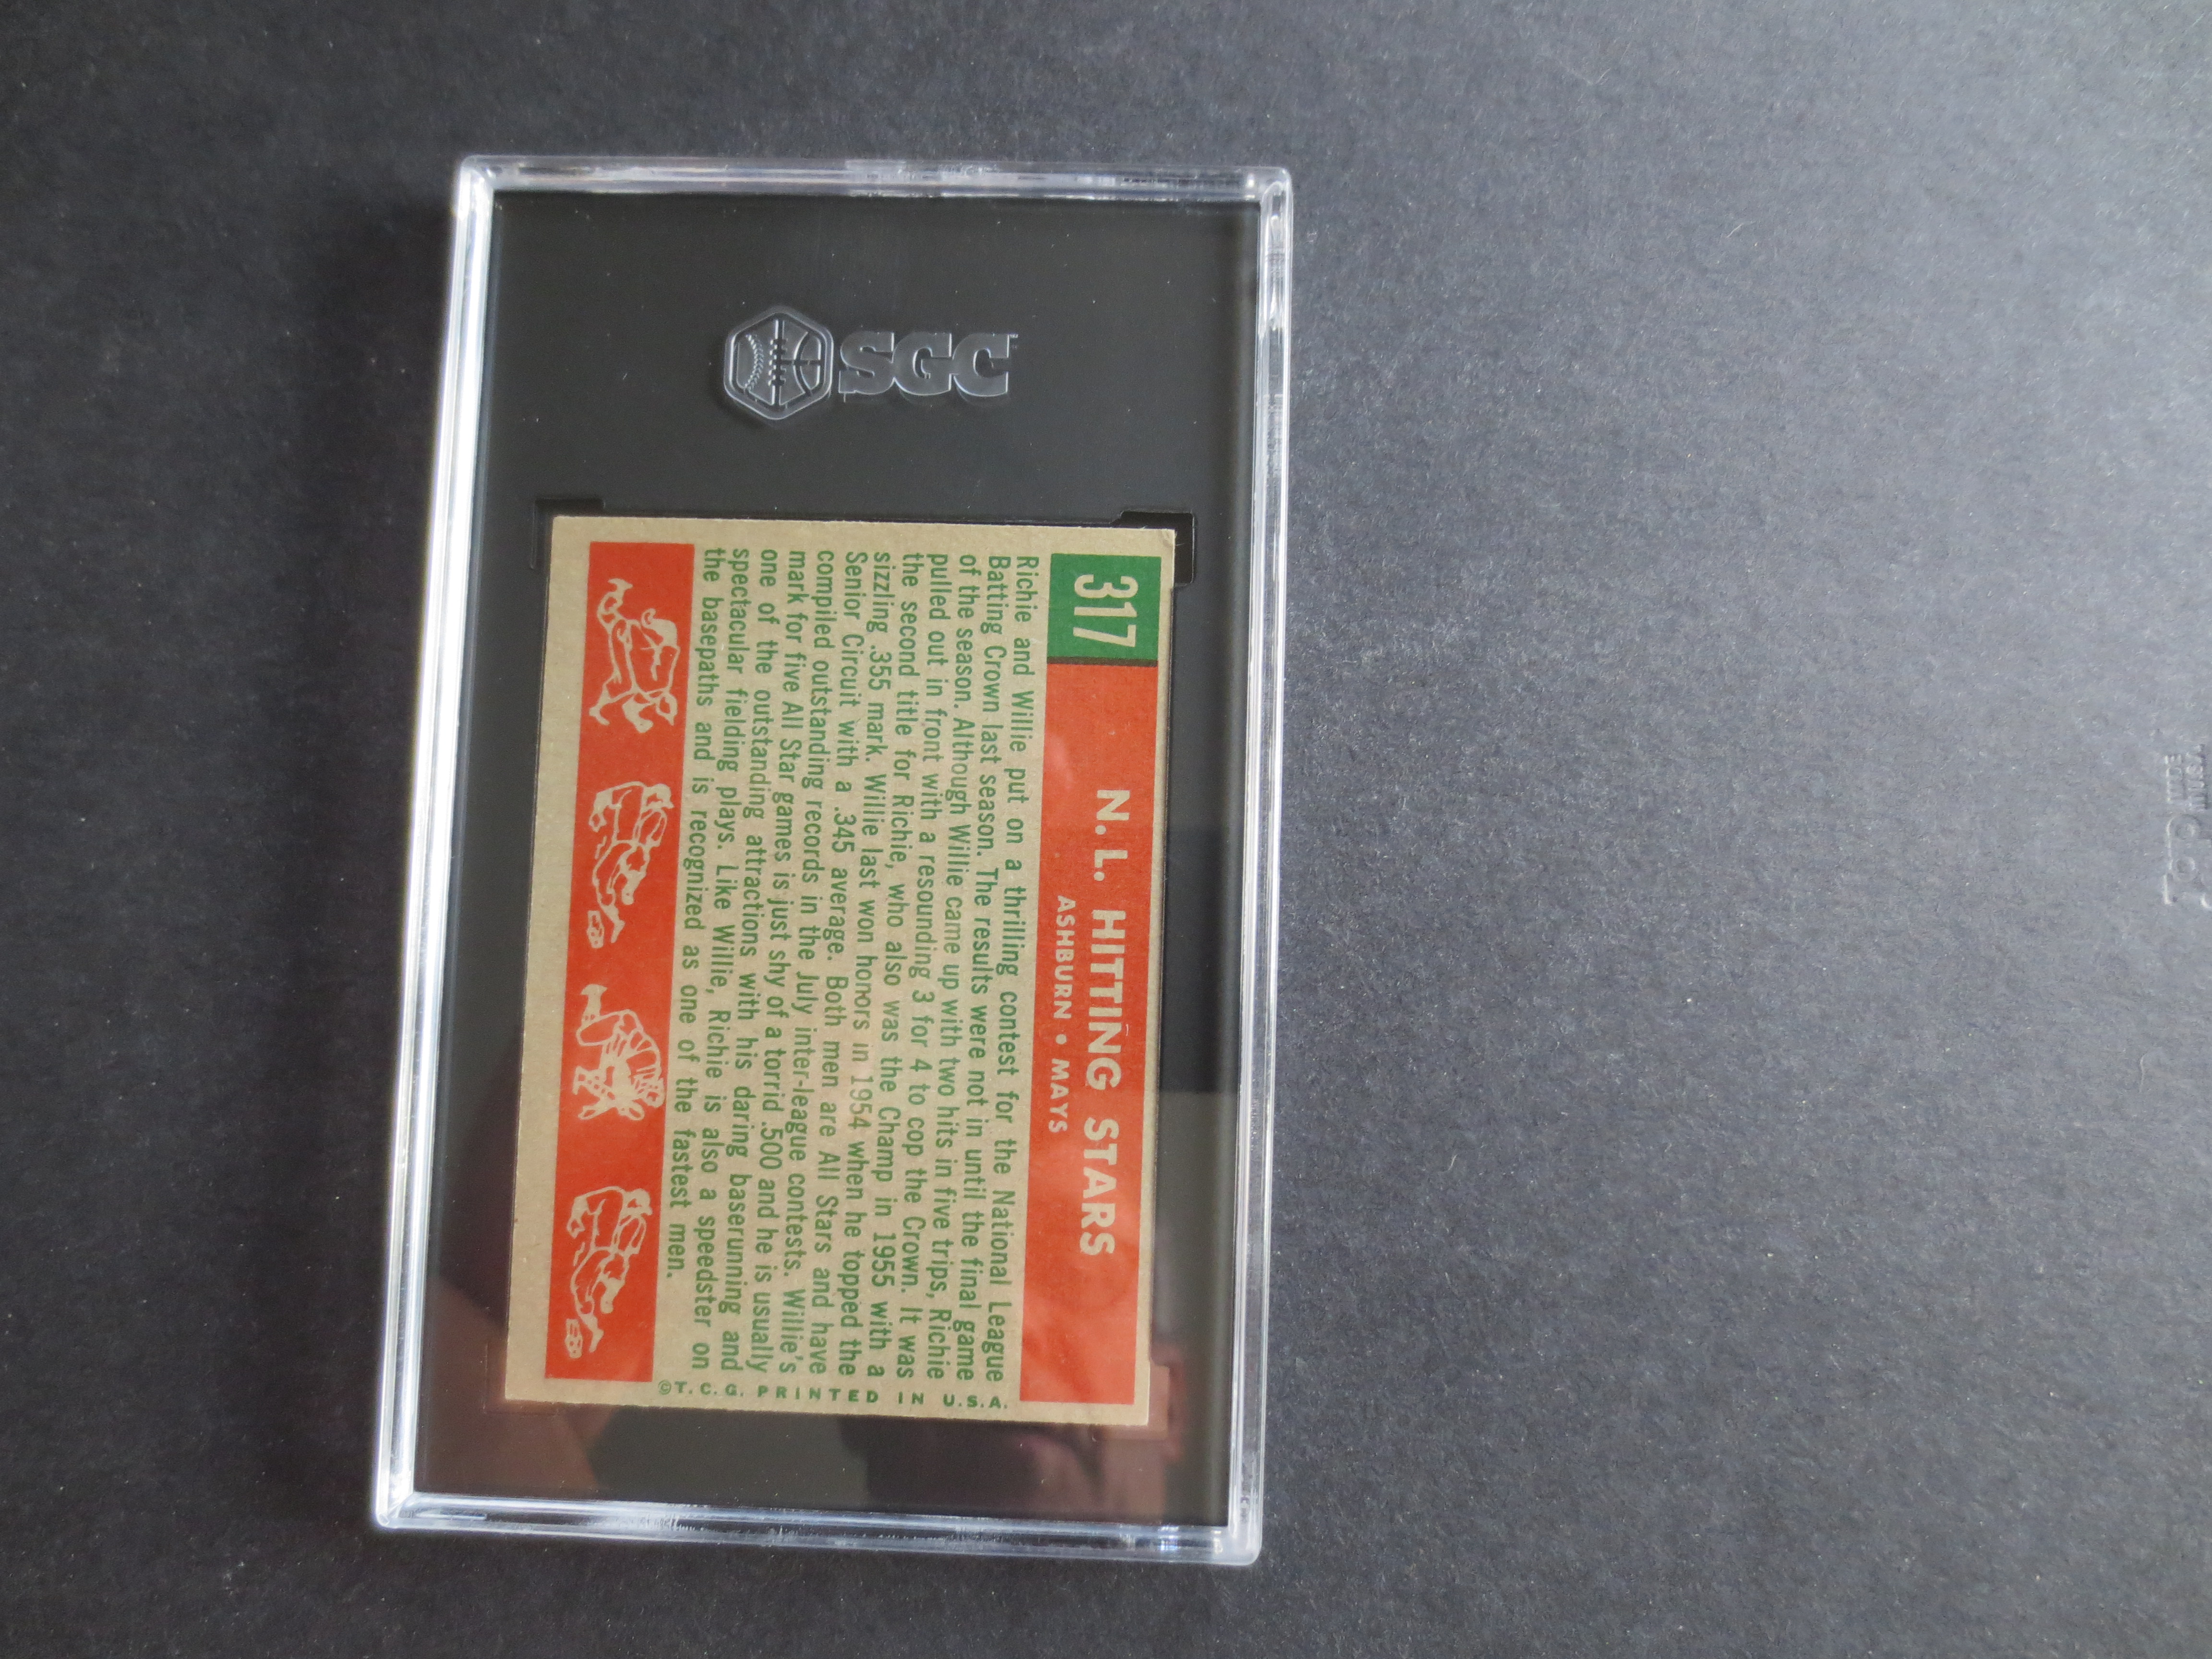 SGC
317
N. L. HITTING STARS
ASHBURN • MAYS
Richie and Willie put on a thrilling contest for the National League
Batting Crown last season. The results were not in until the final game
of the season. Although Willie came up with two hits in five trips, Richie
pulled out in front with a resounding 3 for 4 to cop the Crown. It was
the second title for Richie, who also was the Champ in 1955 with a
sizzling .355 mark. Willie last won honors in 1954 when he topped the
Senior Circuit with a .345 average. Both men are All Stars and have
compiled outstanding records in the July inter-league contests. Willie's
mark for five All Star games is just shy of a torrid .500 and he is usually
one of the outstanding attractions with his daring baserunning and
spectacular fielding plays. Like Willie, Richie is also a speedster on
the basepaths and is recognized as one of the fastest men.
©T. C. G. PRINTED IN U.S.A.